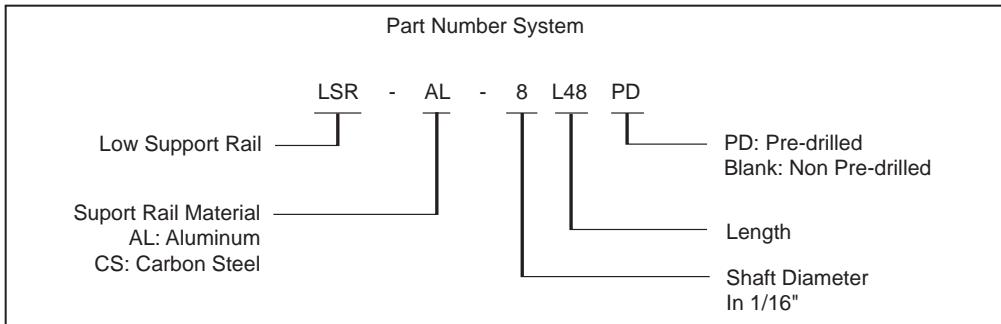 Part Number System
LSR - AL - 8 L48 PD
Low Support Rail
PD: Pre-drilled
Blank: Non Pre-drilled
Suport Rail Material
AL: Aluminum
CS: Carbon Steel
Length
Shaft Diameter
In 1/16"